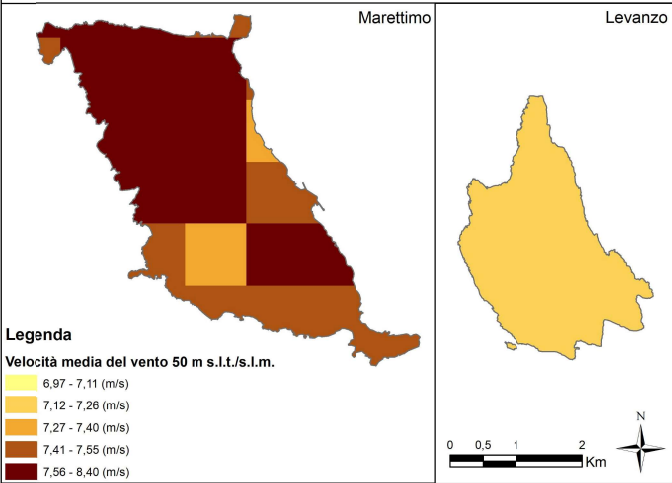 Marettimo
Levanzo
Legenda
Velocità media del vento 50 m s.l.t./s.l.m.
6,97 - 7,11 (m/s)
7,12 - 7,26 (m/s)
7,27 - 7,40 (m/s)
7,41 - 7,55 (m/s)
7,56 - 8,40 (m/s)
N
0 0,5 1 2
Km